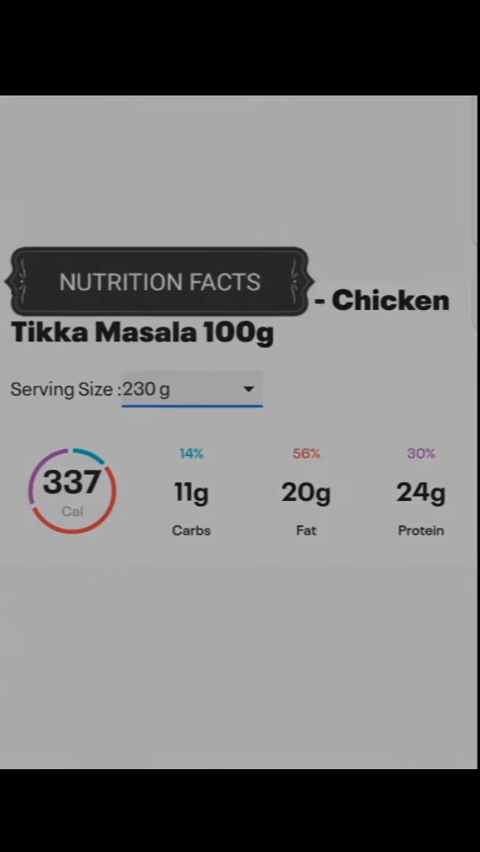 NUTRITION FACTS - Chicken
Tikka Masala 100g
Serving Size : 230 g
337
Cal
14% 56% 30%
11g 20g 24g
Carbs Fat Protein